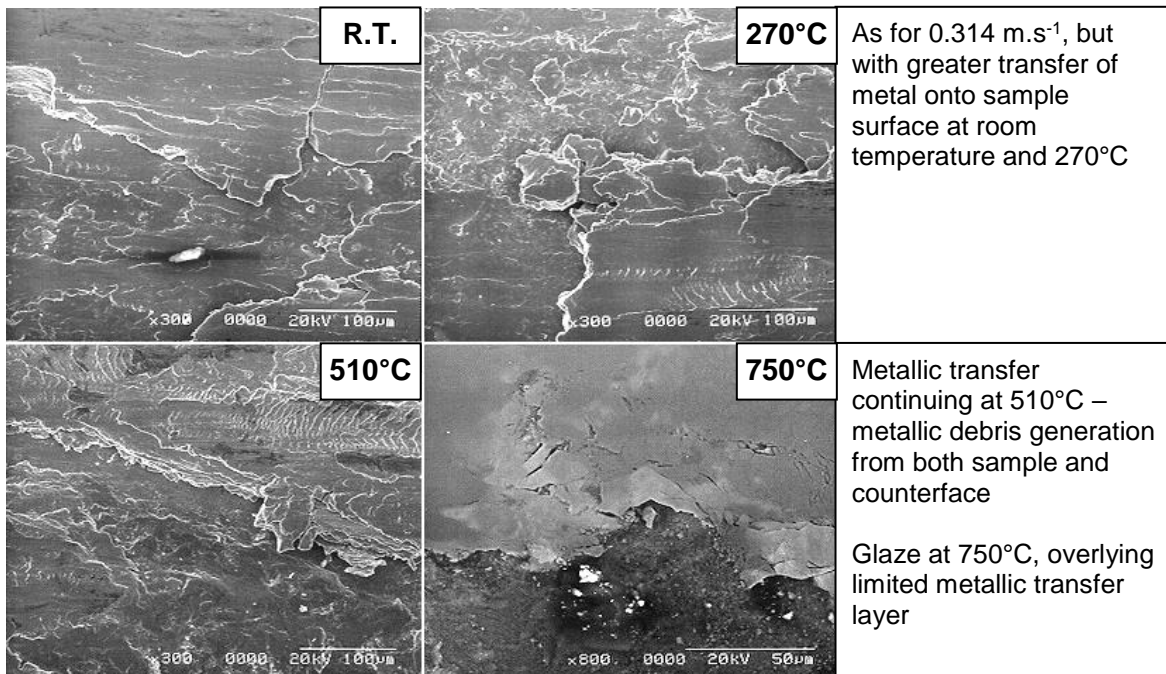 R.T.
x300 0000 20kV 100µm
270°C
x300 0000 20kV 100µm
As for 0.314 m.s-1, but
with greater transfer of
metal onto sample
surface at room
temperature and 270°C
510°C
x300 0000 20kV 100µm
750°C
x800 0000 20kV 50µm
Metallic transfer
continuing at 510°C –
metallic debris generation
from both sample and
counterface
Glaze at 750°C, overlying
limited metallic transfer
layer